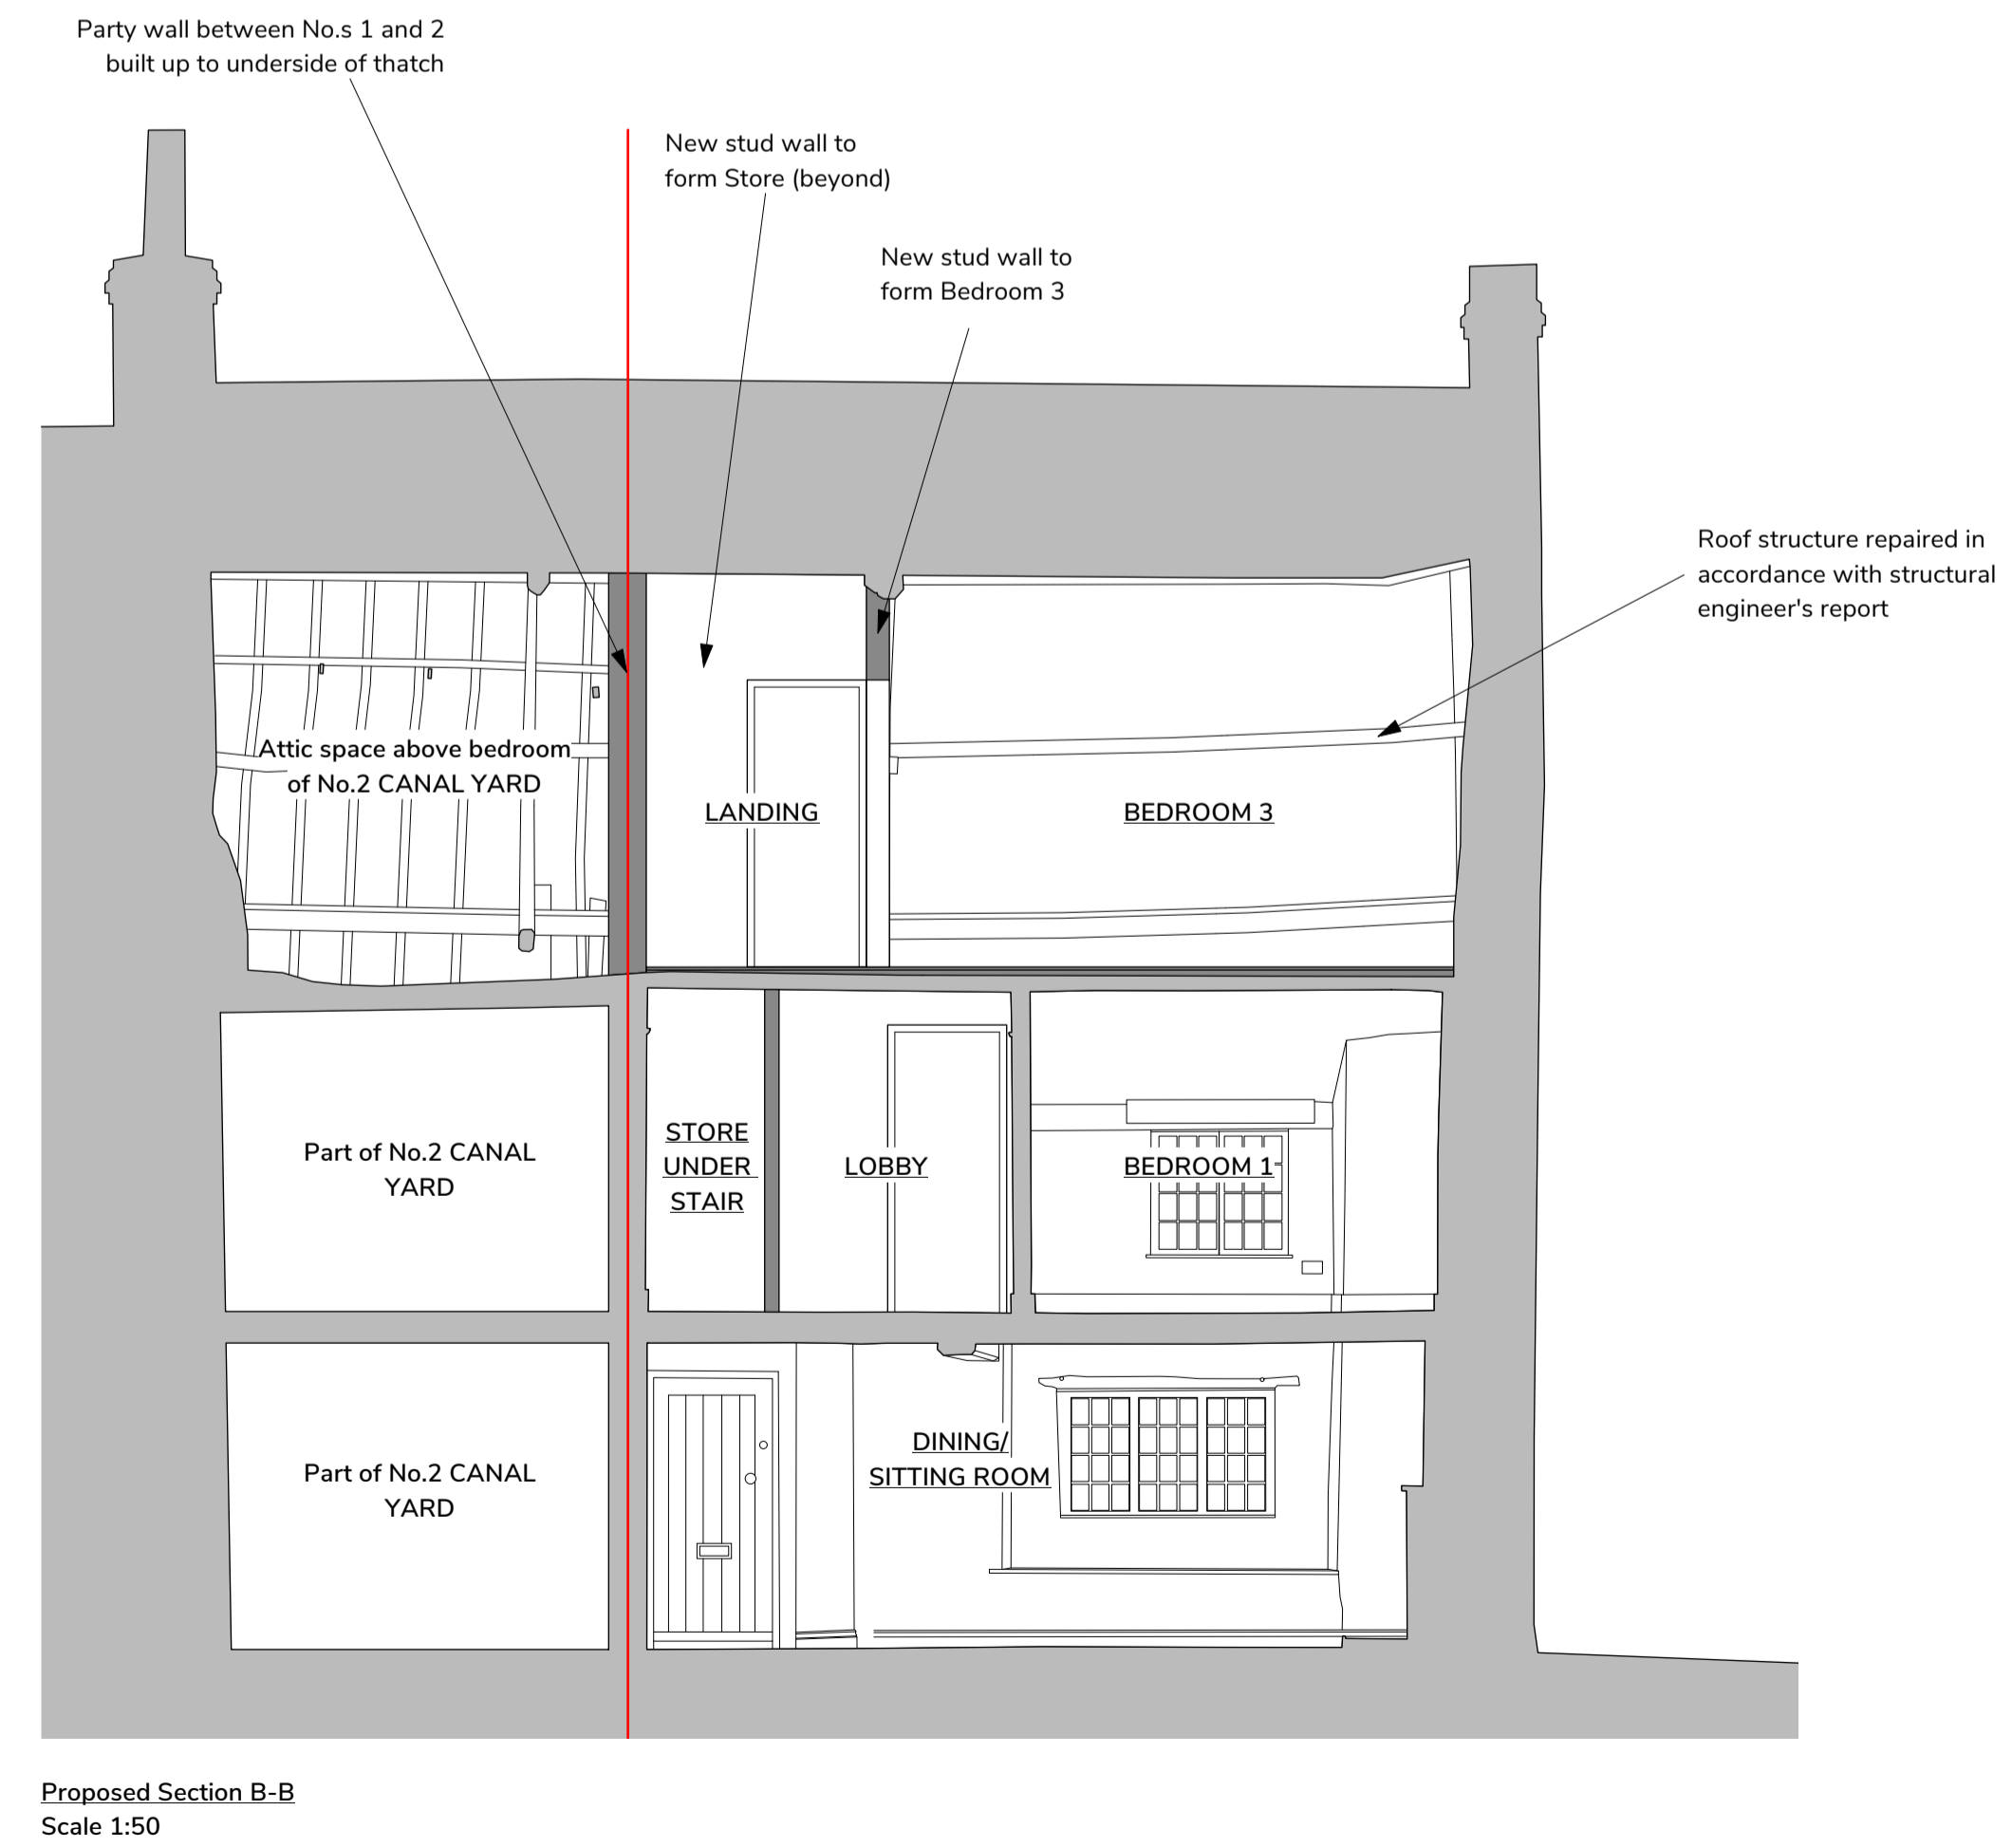 Party wall between No.s 1 and 2
built up to underside of thatch
New stud wall to
form Store (beyond)
New stud wall to
form Bedroom 3
Roof structure repaired in
accordance with structural
engineer's report
Attic space above bedroom
of No.2 CANAL YARD
LANDING
BEDROOM 3
Part of No.2 CANAL
YARD
STORE
UNDER
STAIR
LOBBY
BEDROOM 1
Part of No.2 CANAL
YARD
DINING/
SITTING ROOM
Proposed Section B-B
Scale 1:50